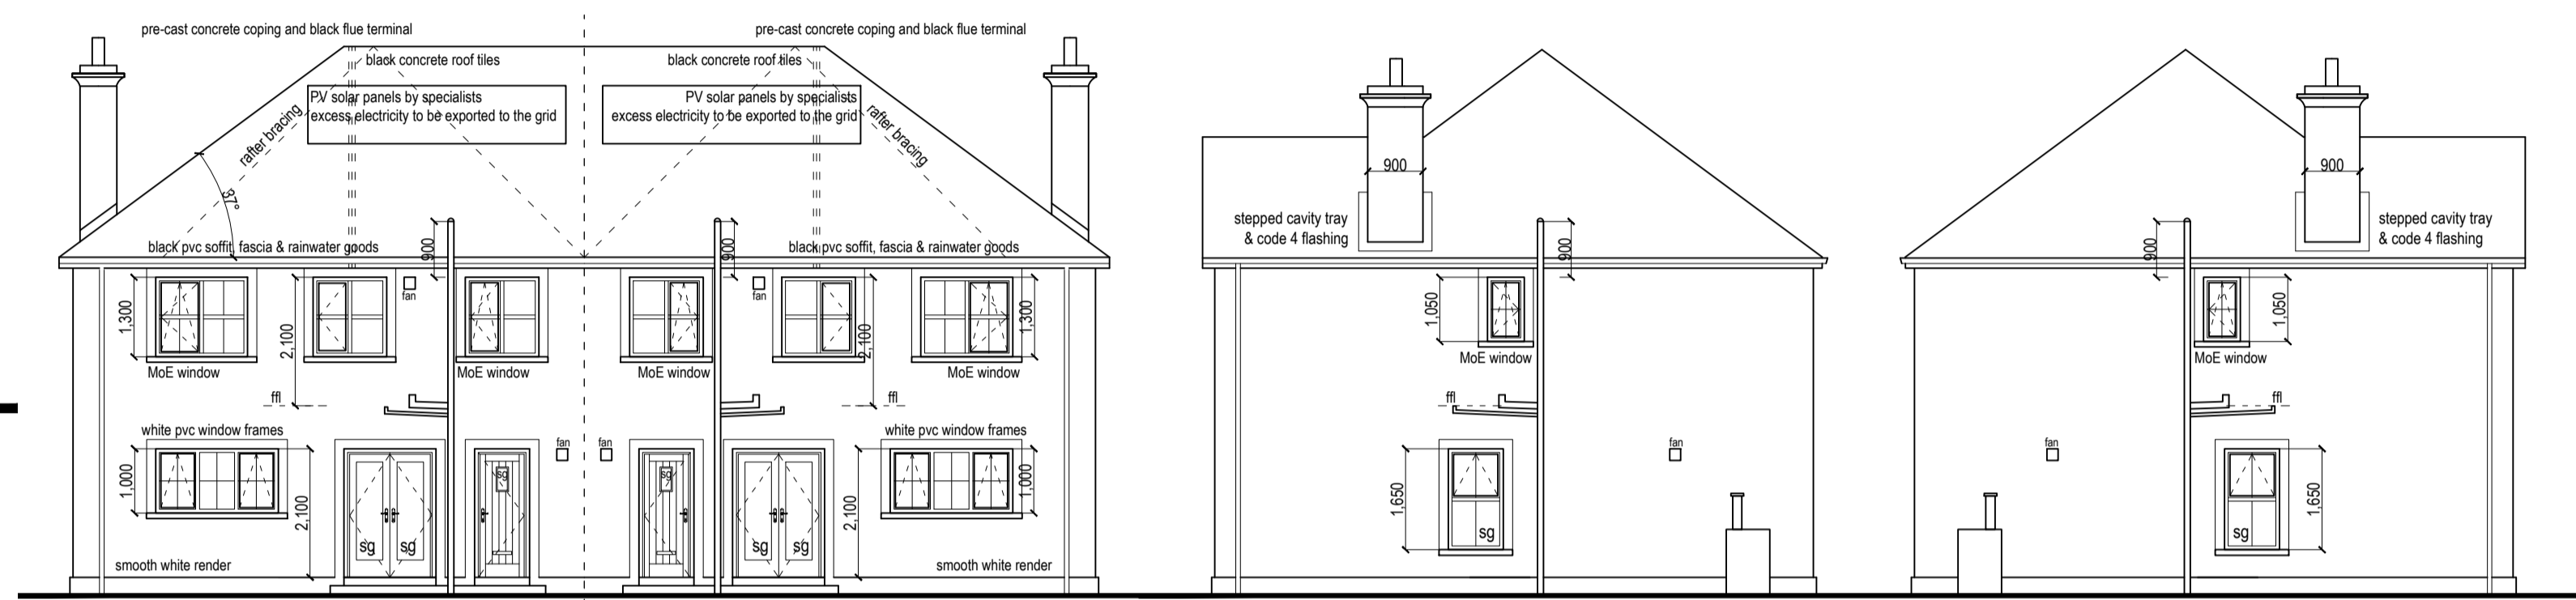 pre-cast concrete coping and black flue terminal
pre-cast concrete coping and black flue terminal
black concrete roof tiles
black concrete roof tiles
PV solar panels by specialists
excess electricity to be exported to the grid
PV solar panels by specialists
excess electricity to be exported to the grid
rafter bracing
rafter bracing
37°
black pvc soffit, fascia & rainwater goods
900
900
black pvc soffit, fascia & rainwater goods
fan
fan
1,300
2,100
2,100
1,300
MoE window
MoE window
MoE window
MoE window
ffl
ffl
white pvc window frames
fan
fan
white pvc window frames
1,000
2,100
sg
sg
2,100
1,000
sg
sg
sg
sg
smooth white render
smooth white render
900
stepped cavity tray
& code 4 flashing
900
1,050
MoE window
ffl
fan
1,650
sg
900
stepped cavity tray
& code 4 flashing
900
1,050
MoE window
ffl
fan
1,650
sg